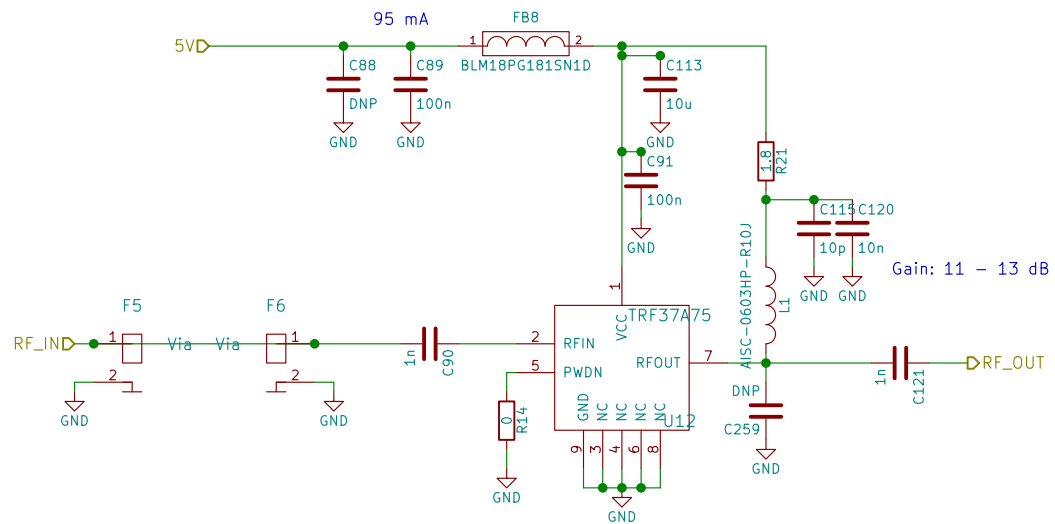 95 mA
FB8
5V
1
2
BLM18PG181SN1D
C88
DNP
GND
C89
100n
GND
C113
10u
GND
C91
100n
GND
1.8
R21
C115
10p
GND
C120
10n
GND
AISC-0603HP-R10J
L1
Gain: 11 - 13 dB
F5
F6
RF_IN
1
Via
Via
1
2
GND
2
GND
1n
C90
TRF37A75
1
VCC
2
RFIN
5
PWDN
RFOUT
7
GND
NC
NC
NC
NC
U12
9
3
4
6
8
GND
0
R14
GND
DNP
C259
GND
1n
C121
RF_OUT